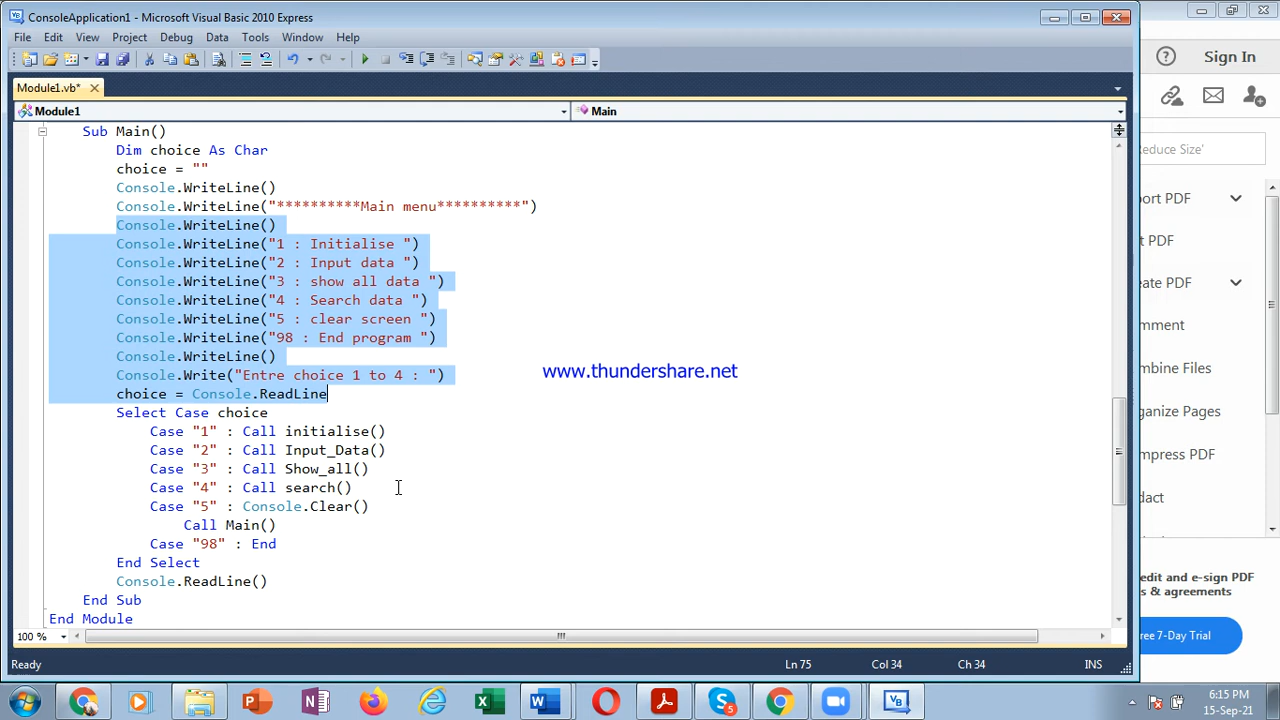 ConsoleApplication1 - Microsoft Visual Basic 2010 Express
File Edit View Project Debug Data Tools Window Help
Sign In
Module1.vb*
Module1
Main
Sub Main()
Dim choice As Char
choice = ""
Console.WriteLine()
Console.WriteLine("**********Main menu**********")
Console.WriteLine()
Console.WriteLine("1 : Initialise ")
Console.WriteLine("2 : Input data ")
Console.WriteLine("3 : show all data ")
Console.WriteLine("4 : Search data ")
Console.WriteLine("5 : clear screen ")
Console.WriteLine("98 : End program ")
Console.WriteLine()
Console.Write("Entre choice 1 to 4 : ")
choice = Console.ReadLine
Select Case choice
Case "1" : Call initialise()
Case "2" : Call Input_Data()
Case "3" : Call Show_all()
Case "4" : Call search()
Case "5" : Console.Clear()
Call Main()
Case "98" : End
End Select
Console.ReadLine()
End Sub
End Module
www.thundershare.net
100 %
Ready Ln 75 Col 34 Ch 34 INS
Reduce Size'
port PDF
t PDF
eate PDF
mment
mbine Files
ganize Pages
mpress PDF
dact
edit and e-sign PDF
s & agreements
ree 7-Day Trial
6:15 PM
15-Sep-21